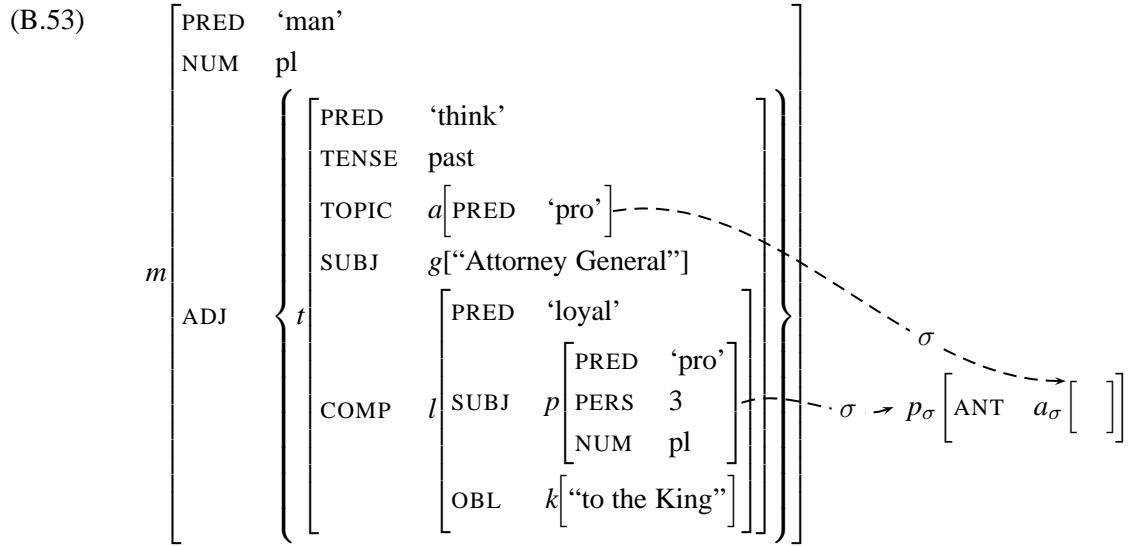 (B.53)
PRED ‘man’
NUM pl
PRED ‘think’
TENSE past
TOPIC a[PRED ‘pro’]
SUBJ g[“Attorney General”]
m
ADJ { t
PRED ‘loyal’
σ
PRED ‘pro’
COMP l SUBJ p PERS 3 σ pσ [ANT aσ [ ]]
NUM pl
OBL k[“to the King”]